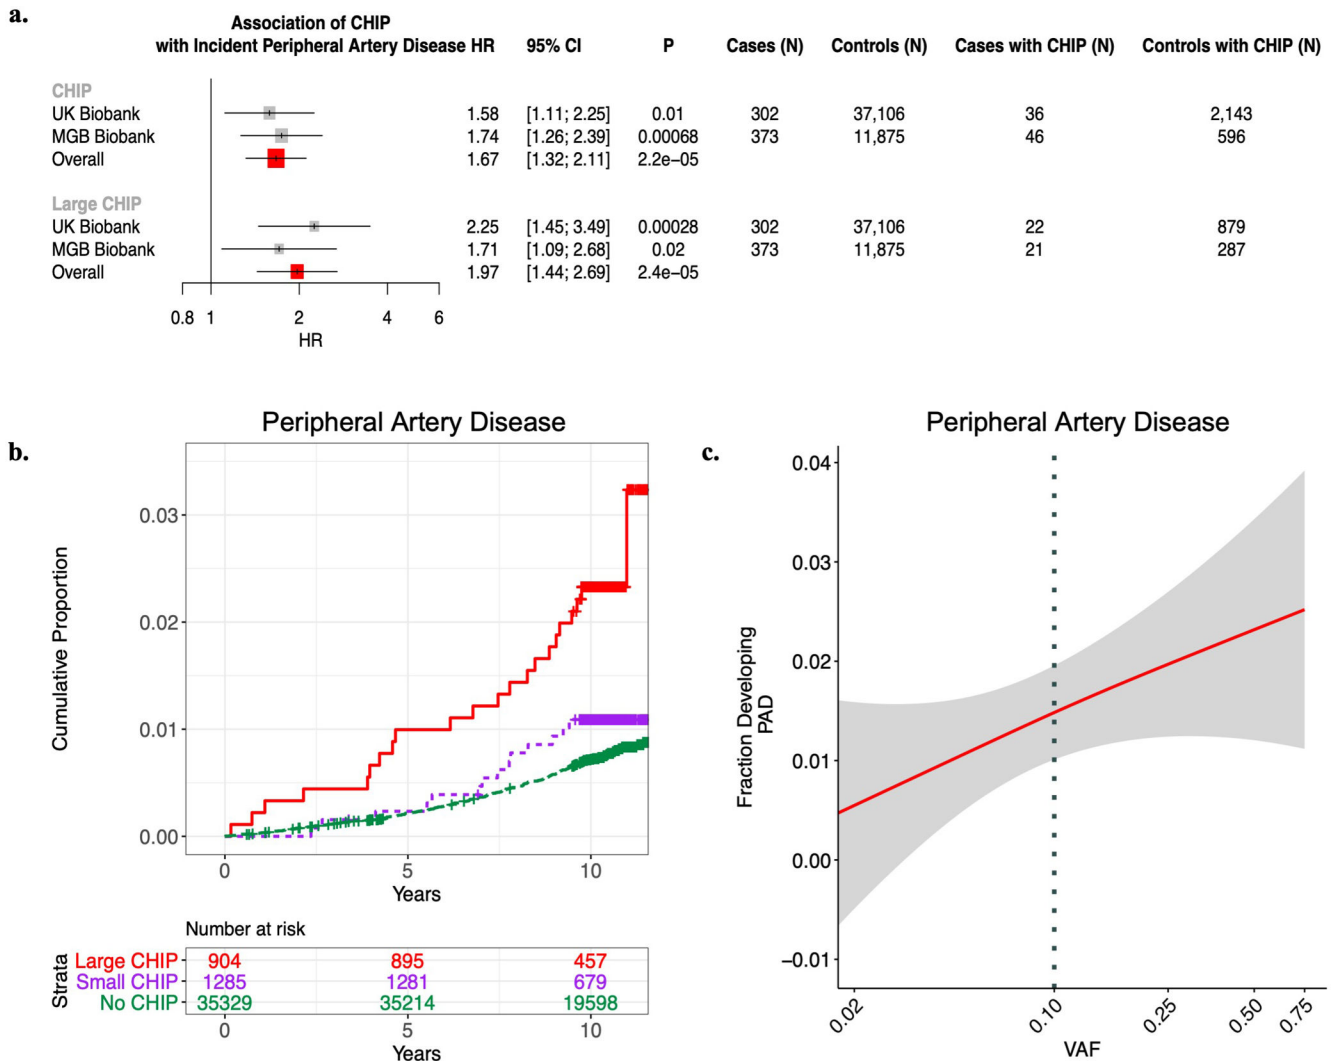 a.
Association of CHIP
with Incident Peripheral Artery Disease HR 95% CI P Cases (N) Controls (N) Cases with CHIP (N) Controls with CHIP (N)
CHIP
UK Biobank 1.58 [1.11; 2.25] 0.01 302 37,106 36 2,143
MGB Biobank 1.74 [1.26; 2.39] 0.00068 373 11,875 46 596
Overall 1.67 [1.32; 2.11] 2.2e−05
Large CHIP
UK Biobank 2.25 [1.45; 3.49] 0.00028 302 37,106 22 879
MGB Biobank 1.71 [1.09; 2.68] 0.02 373 11,875 21 287
Overall 1.97 [1.44; 2.69] 2.4e−05
0.8 1 2 4 6
HR
b.
Peripheral Artery Disease
Cumulative Proportion
0.03
0.02
0.01
0.00
0 5 10
Years
Number at risk
Strata
Large CHIP 904 895 457
Small CHIP 1285 1281 679
No CHIP 35329 35214 19598
0 5 10
Years
c.
Peripheral Artery Disease
Fraction Developing
PAD
0.04
0.03
0.02
0.01
0.00
−0.01
0.02 0.10 0.25 0.50 0.75
VAF